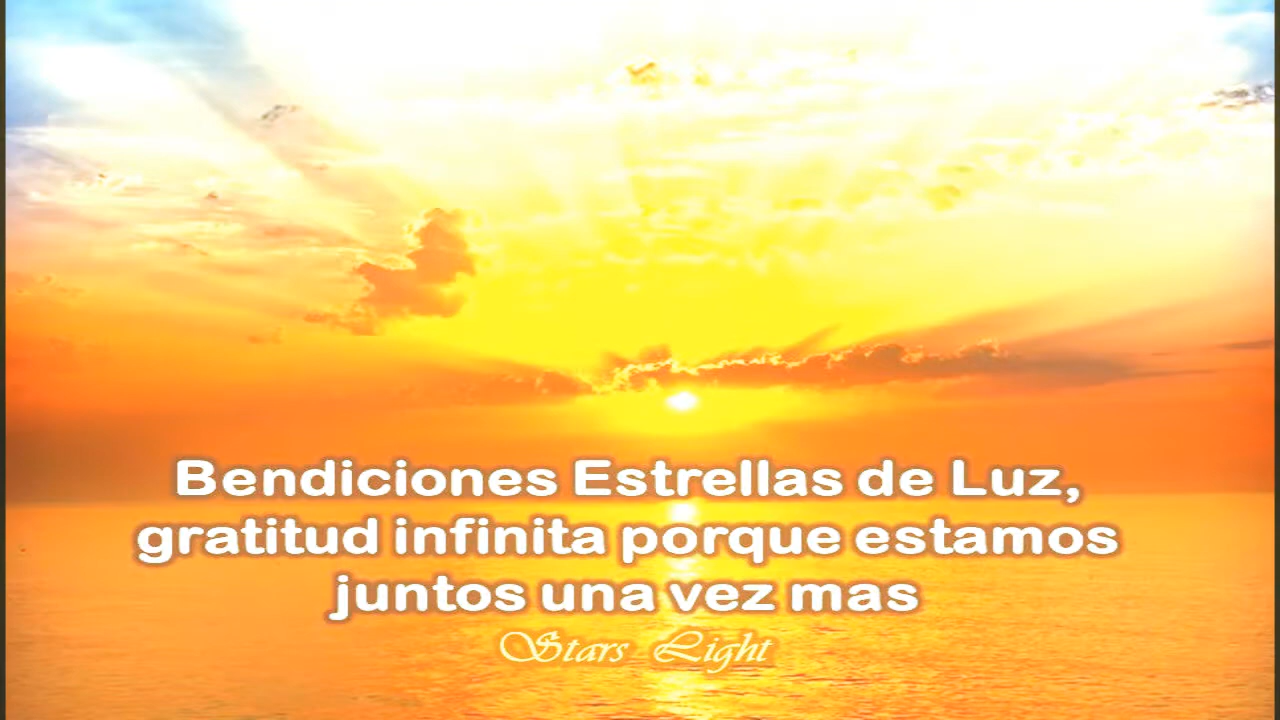 Bendiciones Estrellas de Luz,
gratitud infinita porque estamos
juntos una vez mas
Stars Light